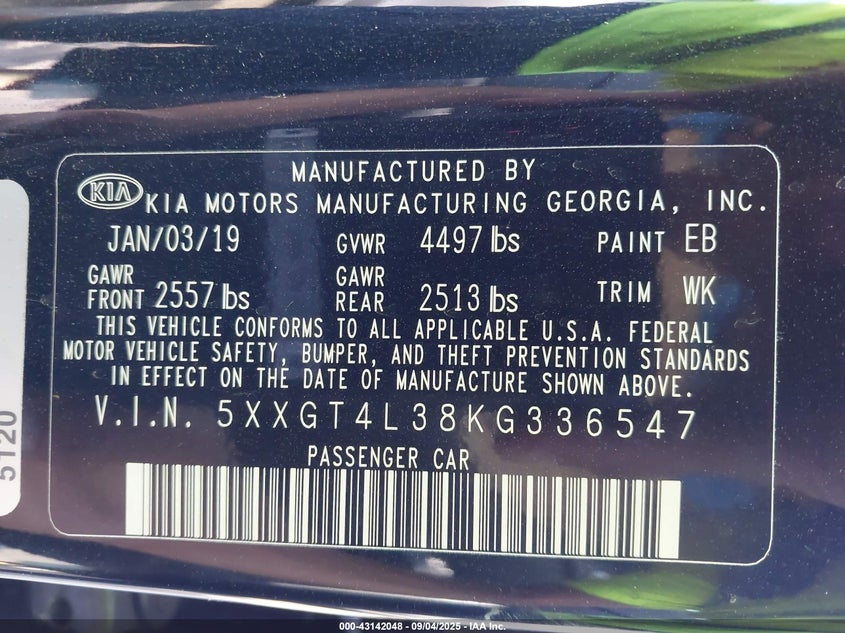 MANUFACTURED BY
KIA KIA MOTORS MANUFACTURING GEORGIA, INC.
JAN/03/19 GVWR 4497 lbs PAINT EB
GAWR FRONT 2557 lbs GAWR REAR 2513 lbs TRIM WK
THIS VEHICLE CONFORMS TO ALL APPLICABLE U.S.A. FEDERAL
MOTOR VEHICLE SAFETY, BUMPER, AND THEFT PREVENTION STANDARDS
IN EFFECT ON THE DATE OF MANUFACTURE SHOWN ABOVE.
V.I.N. 5XXGT4L38KG336547
PASSENGER CAR
5120
000-43142048 - 09/04/2025 - IAA Inc.